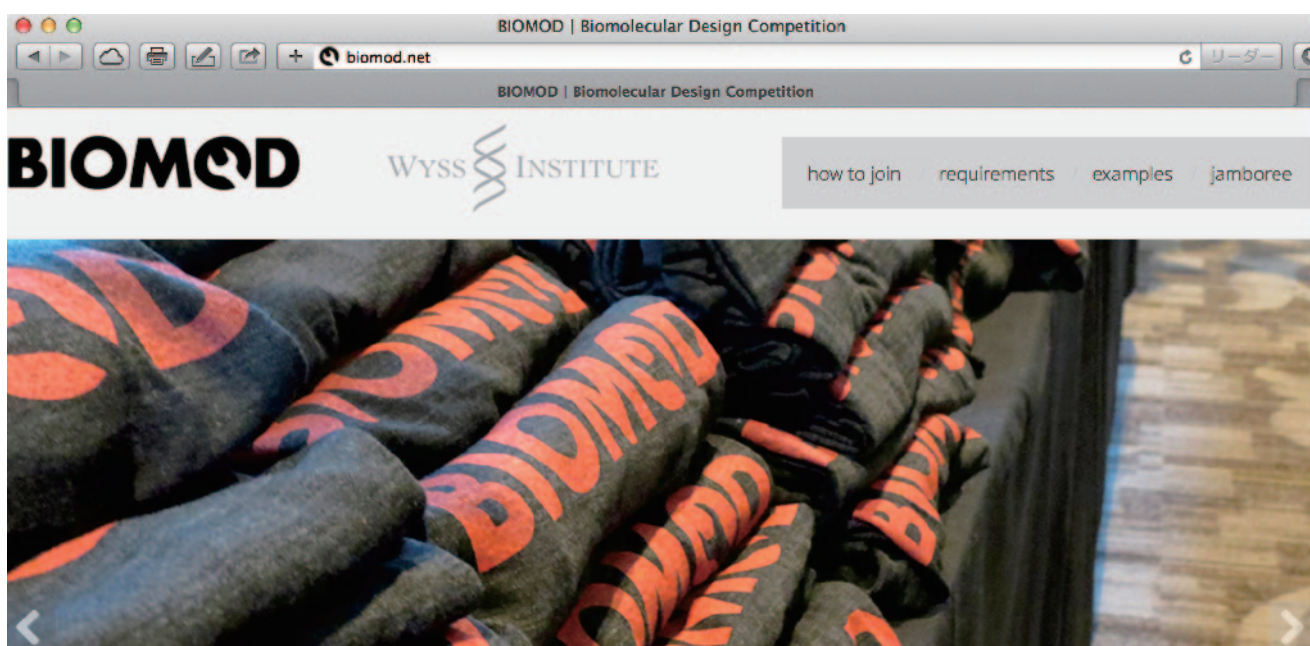 BIOMOD | Biomolecular Design Competition
biomod.net
リーダー
BIOMOD | Biomolecular Design Competition
BIOMOD
WYSS INSTITUTE
how to join / requirements / examples / jamboree
BIOMOD
BIOMOD
BIOMOD